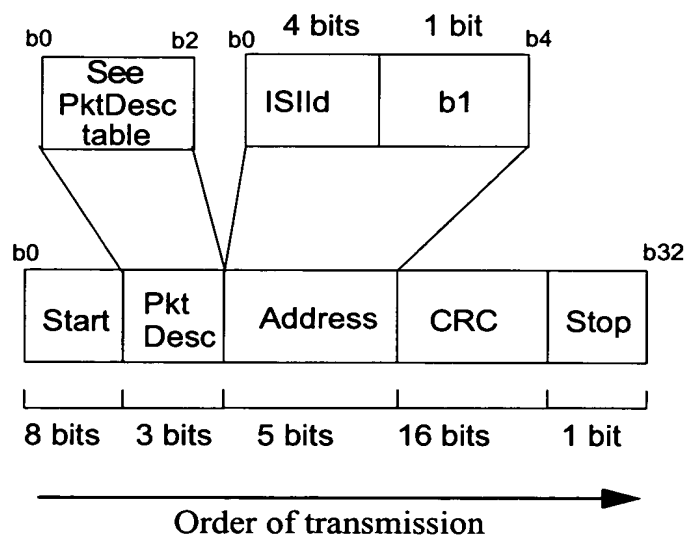 4 bits 1 bit
b0 b2 b0 b4
See
PktDesc
table
ISIId b1
b0 b32
Start Pkt
Desc Address CRC Stop
8 bits 3 bits 5 bits 16 bits 1 bit
Order of transmission